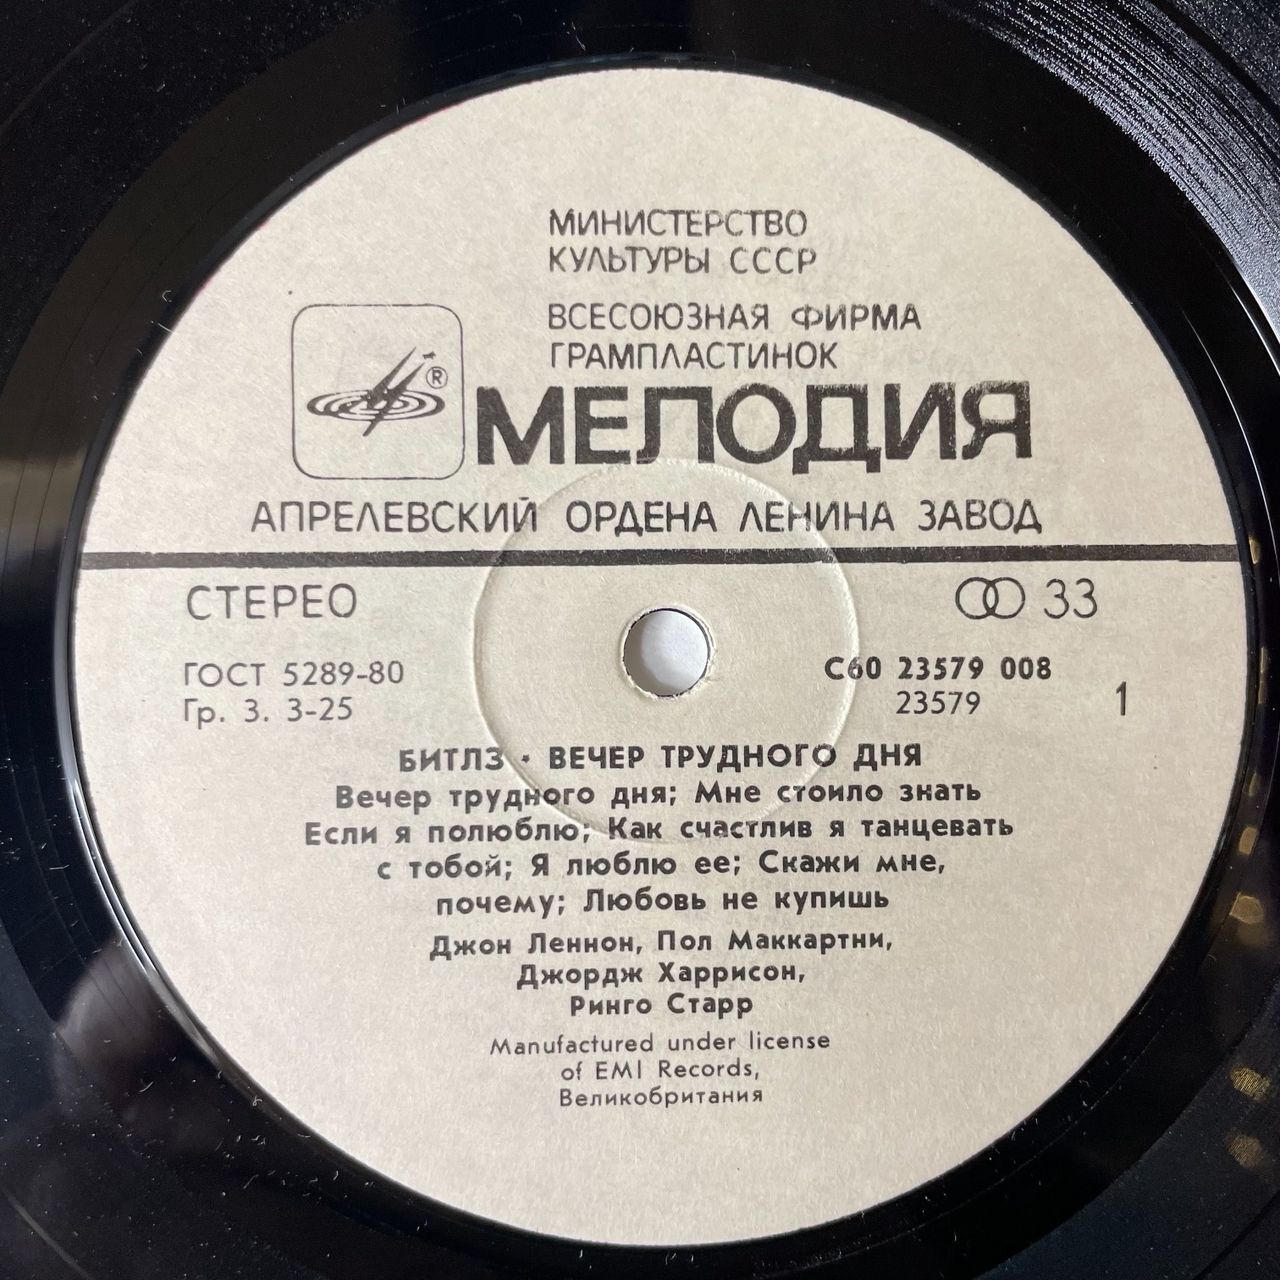 МИНИСТЕРСТВО
КУЛЬТУРЫ СССР
ВСЕСОЮЗНАЯ ФИРМА
ГРАМПЛАСТИНОК
®
МЕЛОДИЯ
АПРЕЛЕВСКИЙ ОРДЕНА ЛЕНИНА ЗАВОД
СТЕРЕО
33
ГОСТ 5289-80
С60 23579 008
Гр. 3. 3-25
23579
1
БИТЛЗ · ВЕЧЕР ТРУДНОГО ДНЯ
Вечер трудного дня; Мне стоило знать
Если я полюблю; Как счастлив я танцевать
с тобой; Я люблю ее; Скажи мне,
почему; Любовь не купишь
Джон Леннон, Пол Маккартни,
Джордж Харрисон,
Ринго Старр
Manufactured under license
of EMI Records,
Великобритания